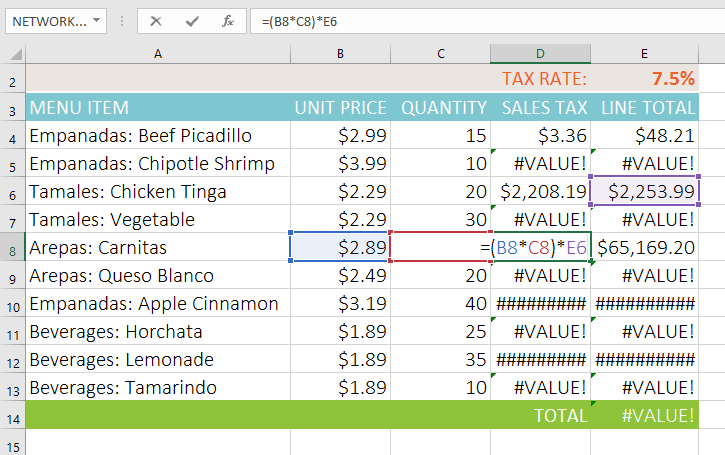 NETWORK... fx =(B8*C8)*E6
A B C D E
2 TAX RATE: 7.5%
3 MENU ITEM UNIT PRICE QUANTITY SALES TAX LINE TOTAL
4 Empanadas: Beef Picadillo $2.99 15 $3.36 $48.21
5 Empanadas: Chipotle Shrimp $3.99 10 #VALUE! #VALUE!
6 Tamales: Chicken Tinga $2.29 20 $2,208.19 $2,253.99
7 Tamales: Vegetable $2.29 30 #VALUE! #VALUE!
8 Arepas: Carnitas $2.89 =(B8*C8)*E6 $65,169.20
9 Arepas: Queso Blanco $2.49 20 #VALUE! #VALUE!
10 Empanadas: Apple Cinnamon $3.19 40 ######### ##########
11 Beverages: Horchata $1.89 25 #VALUE! #VALUE!
12 Beverages: Lemonade $1.89 35 ######### ##########
13 Beverages: Tamarindo $1.89 10 #VALUE! #VALUE!
14 TOTAL #VALUE!
15